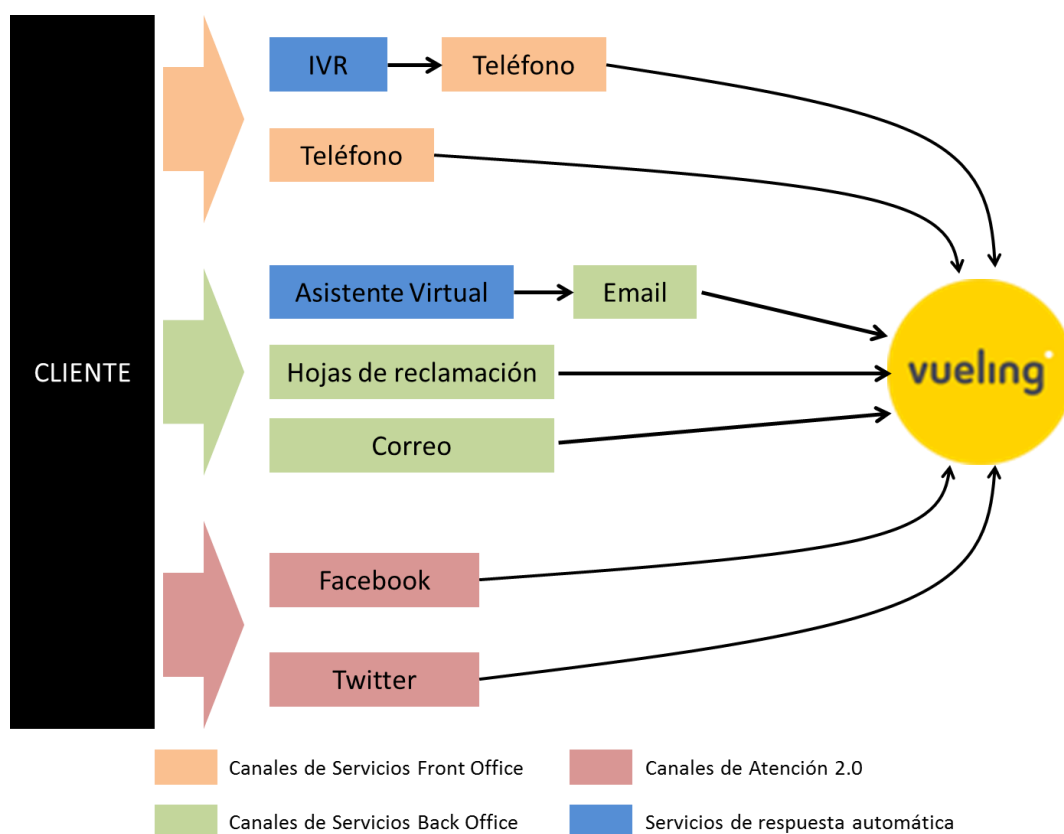 IVR
Teléfono
Teléfono
Asistente Virtual
Email
CLIENTE
Hojas de reclamación
vueling
Correo
Facebook
Twitter
Canales de Servicios Front Office
Canales de Atención 2.0
Canales de Servicios Back Office
Servicios de respuesta automática